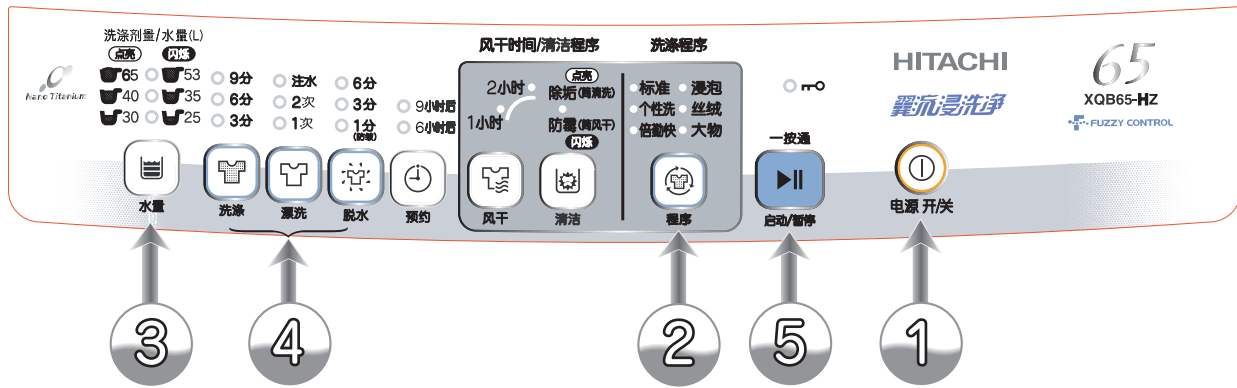 洗涤剂量/水量(L)
点亮 闪烁
65 53
40 35
30 25
Nano Titanium
9分
6分
3分
注水
2次
1次
6分
3分
1分
9小时后
6小时后
风干时间/清洁程序
2小时
1小时
点亮
除垢(筒清洗)
防霉(筒风干)
闪烁
洗涤程序
标准 浸泡
个性洗 丝绒
倍勤快 大物
一按通
HITACHI
翼流浸洗净
65
XQB65-HZ
FUZZY CONTROL
水量
洗涤
漂洗
脱水
预约
风干
清洁
程序
启动/暂停
电源 开/关
3
4
2
5
1